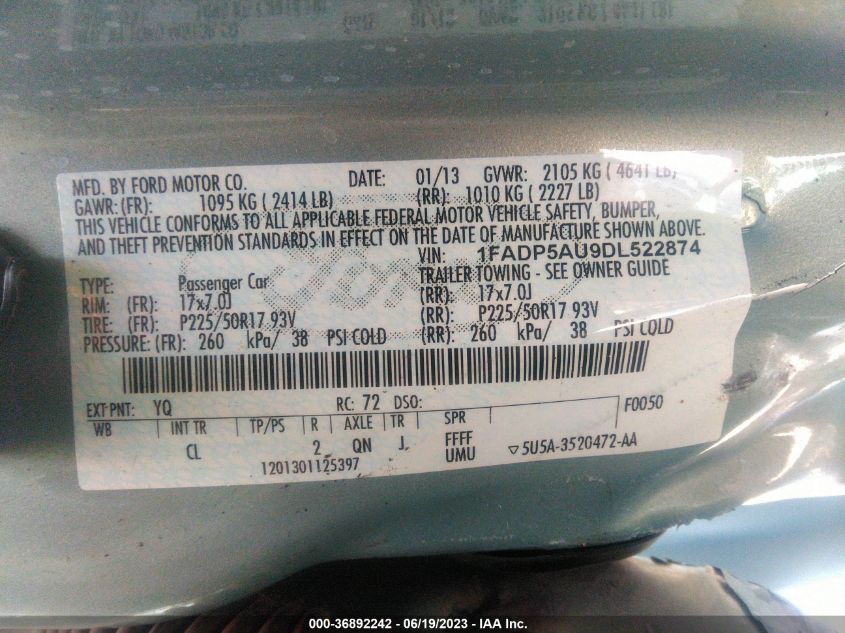 MFD. BY FORD MOTOR CO. DATE: 01/13 GVWR: 2105 KG ( 4641 LB)
GAWR: (FR): 1095 KG ( 2414 LB) (RR): 1010 KG ( 2227 LB)
THIS VEHICLE CONFORMS TO ALL APPLICABLE FEDERAL MOTOR VEHICLE SAFETY, BUMPER,
AND THEFT PREVENTION STANDARDS IN EFFECT ON THE DATE OF MANUFACTURE SHOWN ABOVE.
VIN: 1FADP5AU9DL522874
TYPE: Passenger Car TRAILER TOWING - SEE OWNER GUIDE
RIM: (FR): 17x7.0J (RR): 17x7.0J
TIRE: (FR): P225/50R17 93V (RR): P225/50R17 93V
PRESSURE: (FR): 260 kPa/ 38 PSI COLD (RR): 260 kPa/ 38 PSI COLD
EXT PNT: YQ RC: 72 DSO: F0050
WB INT TR TP/PS R AXLE TR SPR
CL 2 QN J FFFF
UMU
1201301125397 ▽5U5A-3520472-AA
000-36892242 - 06/19/2023 - IAA Inc.